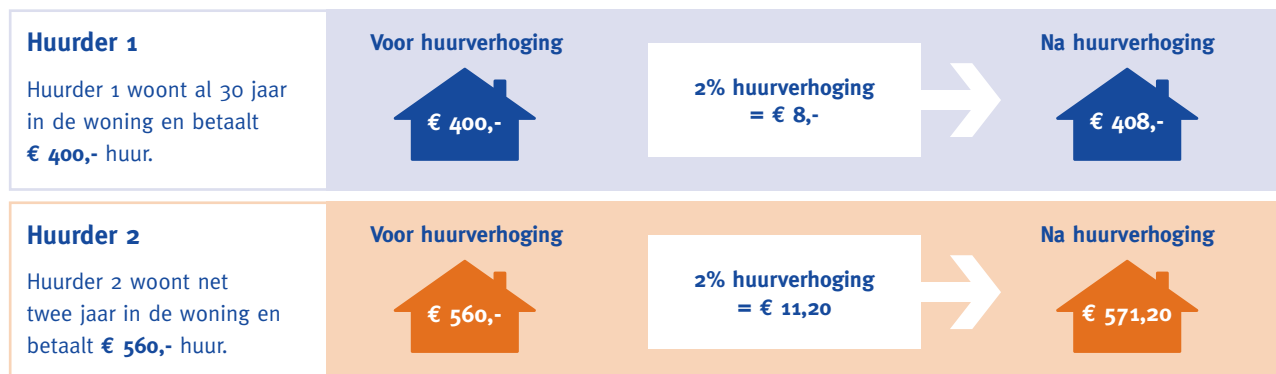 Huurder 1
Huurder 1 woont al 30 jaar
in de woning en betaalt
€ 400,- huur.
Voor huurverhoging
€ 400,-
2% huurverhoging
= € 8,-
Na huurverhoging
€ 408,-
Huurder 2
Huurder 2 woont net
twee jaar in de woning en
betaalt € 560,- huur.
Voor huurverhoging
€ 560,-
2% huurverhoging
= € 11,20
Na huurverhoging
€ 571,20